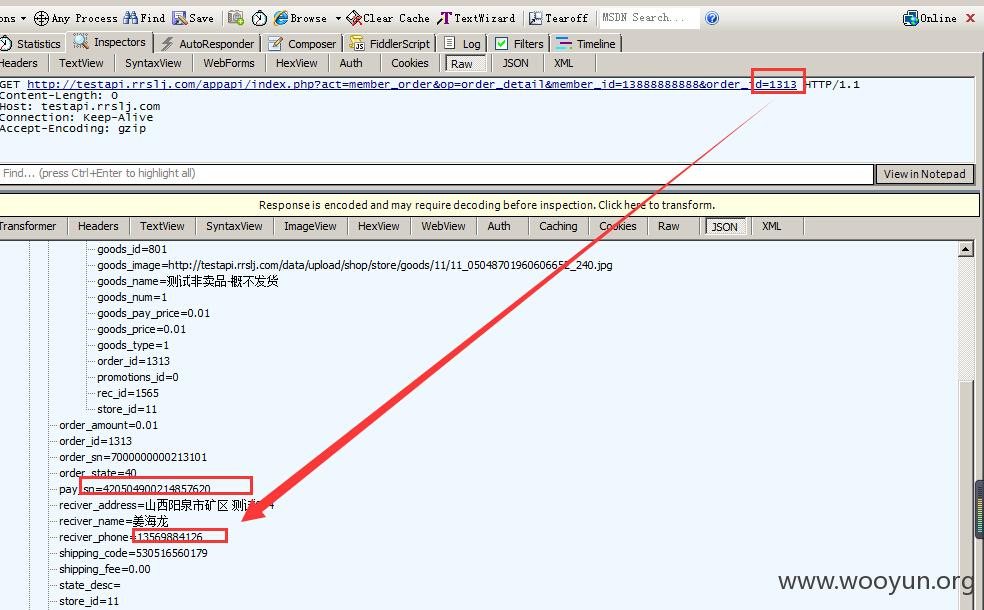 ons Any Process Find Save Browse Clear Cache TextWizard Tearoff MSDN Search... Online
Statistics Inspectors AutoResponder Composer FiddlerScript Log Filters Timeline
Headers TextView SyntaxView WebForms HexView Auth Cookies Raw JSON XML
GET http://testapi.rrslj.com/appapi/index.php?act=member_order&op=order_detail&member_id=13888888888&order_id=1313 HTTP/1.1
Content-Length: 0
Host: testapi.rrslj.com
Connection: Keep-Alive
Accept-Encoding: gzip
Find... (press Ctrl+Enter to highlight all) View in Notepad
Response is encoded and may require decoding before inspection. Click here to transform.
Transformer Headers TextView SyntaxView ImageView HexView WebView Auth Caching Cookies Raw JSON XML
goods_id=801
goods_image=http://testapi.rrslj.com/data/upload/shop/store/goods/11/11_05048701960606652_240.jpg
goods_name=测试非卖品-概不发货
goods_num=1
goods_pay_price=0.01
goods_price=0.01
goods_type=1
order_id=1313
promotions_id=0
rec_id=1565
store_id=11
order_amount=0.01
order_id=1313
order_sn=7000000000213101
order_state=40
pay_sn=420504900214857620
reciver_address=山西阳泉市矿区 测试
reciver_name=姜海龙
reciver_phone=13569884126
shipping_code=530516560179
shipping_fee=0.00
state_desc=
store_id=11
www.wooyun.org